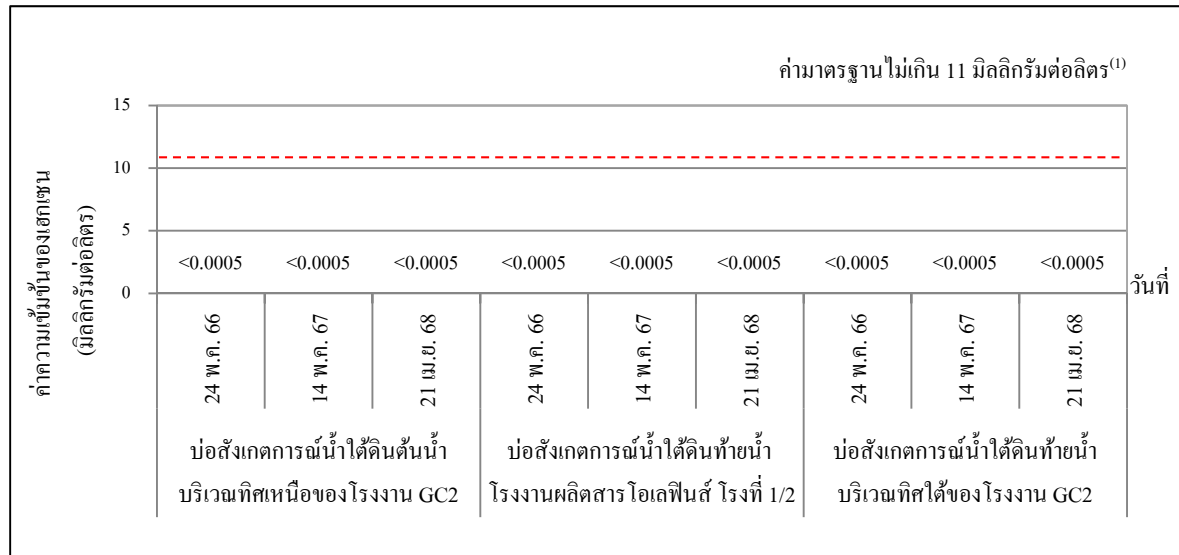 ค่ามาตรฐานไม่เกิน 11 มิลลิกรัมต่อลิตร(1)
ค่าความเข้มข้นของเฮกเซน
(มิลลิกรัมต่อลิตร)
15
10
5
0
<0.0005 <0.0005 <0.0005 <0.0005 <0.0005 <0.0005 <0.0005 <0.0005 <0.0005
วันที่
24 พ.ค. 66 14 พ.ค. 67 21 เม.ย. 68 24 พ.ค. 66 14 พ.ค. 67 21 เม.ย. 68 24 พ.ค. 66 14 พ.ค. 67 21 เม.ย. 68
บ่อสังเกตการณ์น้ำใต้ดินต้นน้ำ
บริเวณทิศเหนือของโรงงาน GC2
บ่อสังเกตการณ์น้ำใต้ดินท้ายน้ำ
โรงงานผลิตสารโอเลฟินส์ โรงที่ 1/2
บ่อสังเกตการณ์น้ำใต้ดินท้ายน้ำ
บริเวณทิศใต้ของโรงงาน GC2